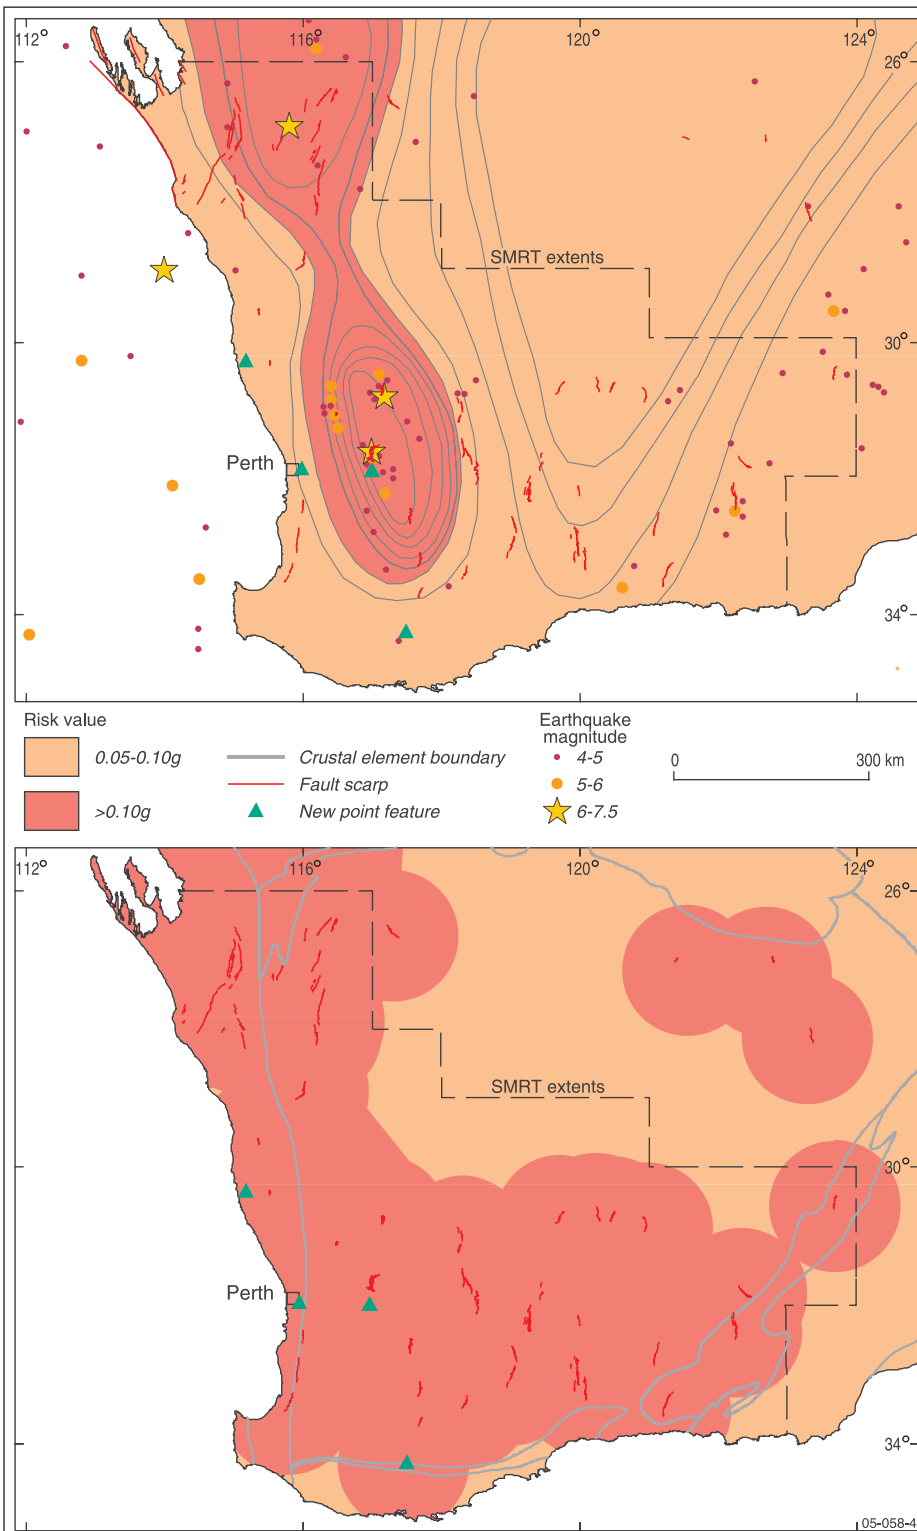 112° 116° 120° 124°
26°
SMRT extents
30°
Perth
34°
Risk value
0.05-0.10g
>0.10g
Crustal element boundary
Fault scarp
New point feature
Earthquake
magnitude
4-5
5-6
6-7.5
0 300 km
112° 116° 120° 124°
26°
SMRT extents
30°
Perth
34°
05-058-4